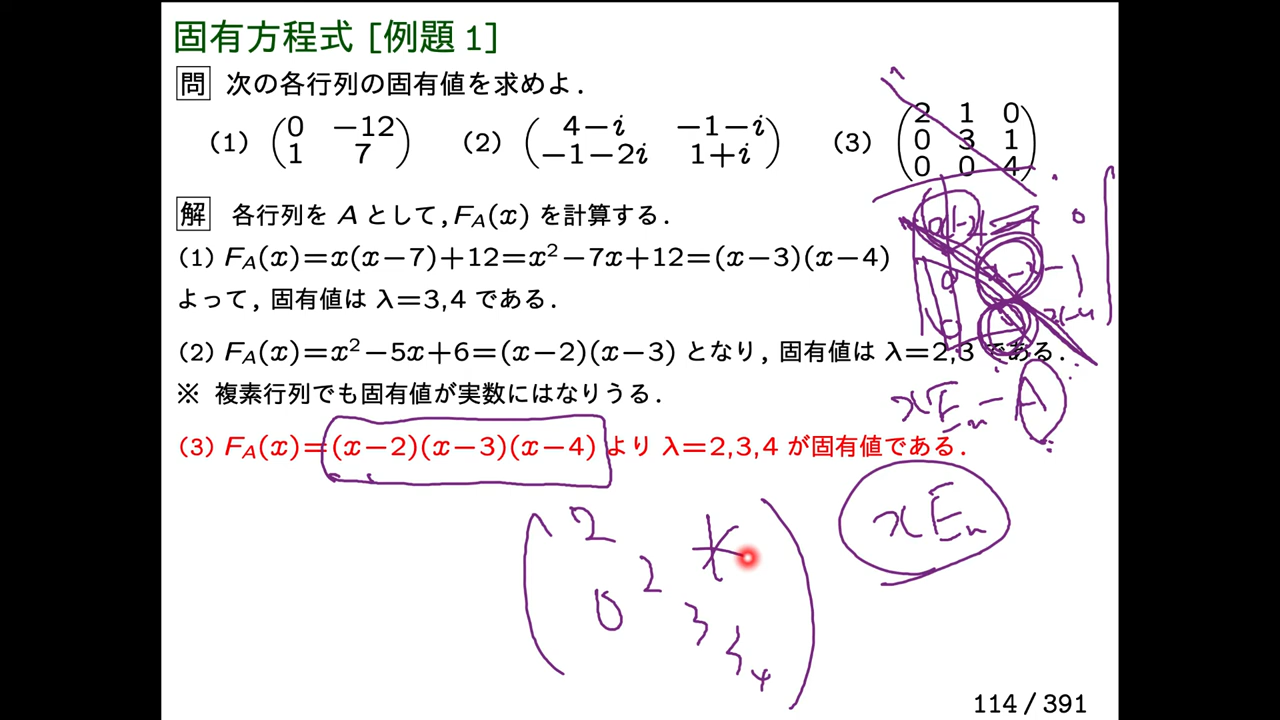 固有方程式 [例題 1]
問 次の各行列の固有値を求めよ.
(1) (0 −12
1 7) (2) (4−i −1−i
−1−2i 1+i) (3) (2 1 0
0 3 1
0 0 4)
解 各行列を A として, F_A(x) を計算する.
(1) F_A(x)=x(x−7)+12=x²−7x+12=(x−3)(x−4)
よって, 固有値は λ=3,4 である.
(2) F_A(x)=x²−5x+6=(x−2)(x−3) となり, 固有値は λ=2,3 である.
※ 複素行列でも固有値が実数にはなりうる.
xE_n − A
(3) F_A(x)=(x−2)(x−3)(x−4) より λ=2,3,4 が固有値である.
xE_n
2
2 *
0 3
3
4
114 / 391